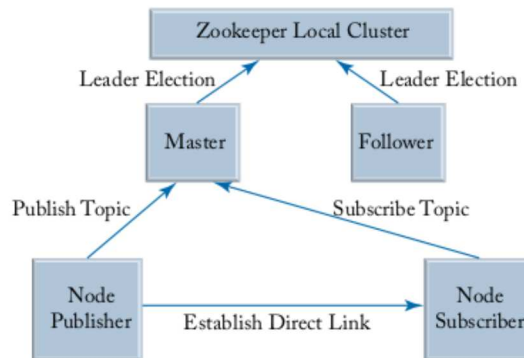 Zookeeper Local Cluster
Leader Election
Leader Election
Master
Follower
Publish Topic
Subscribe Topic
Node
Publisher
Establish Direct Link
Node
Subscriber